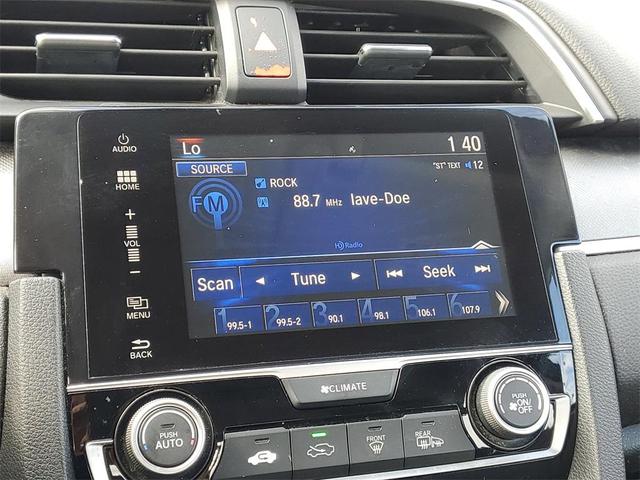 Lo
1 40
AUDIO
HOME
+
VOL
−
MENU
BACK
SOURCE
"ST" TEXT 12
FM
ROCK
88.7 MHz lave-Doe
HD Radio
Scan
Tune
Seek
1 99.5-1
2 99.5-2
3 90.1
4 98.1
5 106.1
6 107.9
CLIMATE
PUSH
AUTO
FRONT
REAR
PUSH
ON/
OFF